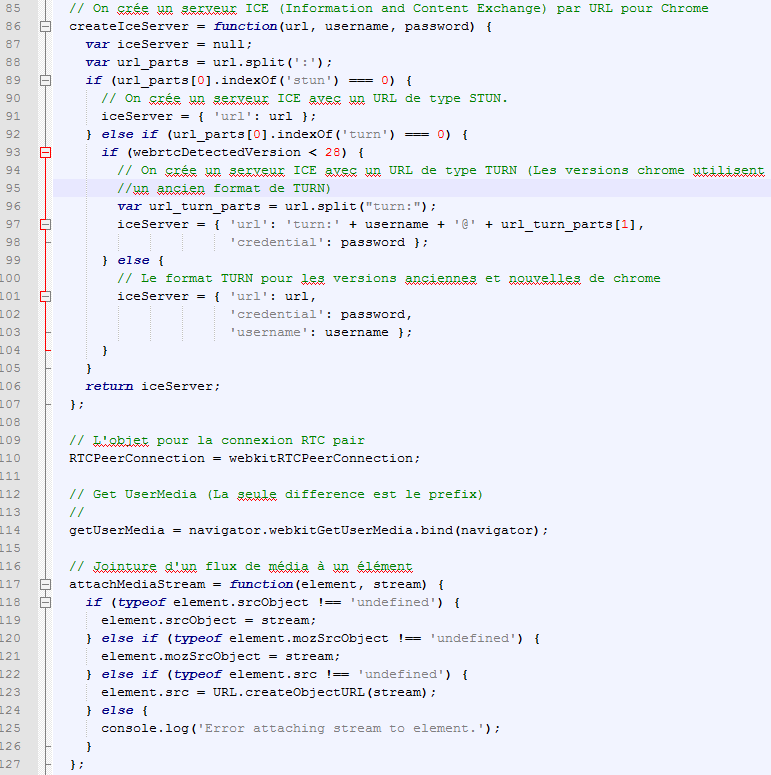 85 // On crée un serveur ICE (Information and Content Exchange) par URL pour Chrome
86 createIceServer = function(url, username, password) {
87 var iceServer = null;
88 var url_parts = url.split(':');
89 if (url_parts[0].indexOf('stun') === 0) {
90 // On crée un serveur ICE avec un URL de type STUN.
91 iceServer = { 'url': url };
92 } else if (url_parts[0].indexOf('turn') === 0) {
93 if (webrtcDetectedVersion < 28) {
94 // On crée un serveur ICE avec un URL de type TURN (Les versions chrome utilisent
95 //un ancien format de TURN)
96 var url_turn_parts = url.split("turn:");
97 iceServer = { 'url': 'turn:' + username + '@' + url_turn_parts[1],
98 'credential': password };
99 } else {
100 // Le format TURN pour les versions anciennes et nouvelles de chrome
101 iceServer = { 'url': url,
102 'credential': password,
103 'username': username };
104 }
105 }
106 return iceServer;
107 };
108
109 // L'objet pour la connexion RTC pair
110 RTCPeerConnection = webkitRTCPeerConnection;
111
112 // Get UserMedia (La seule difference est le prefix)
113 //
114 getUserMedia = navigator.webkitGetUserMedia.bind(navigator);
115
116 // Jointure d'un flux de média à un élémént
117 attachMediaStream = function(element, stream) {
118 if (typeof element.srcObject !== 'undefined') {
119 element.srcObject = stream;
120 } else if (typeof element.mozSrcObject !== 'undefined') {
121 element.mozSrcObject = stream;
122 } else if (typeof element.src !== 'undefined') {
123 element.src = URL.createObjectURL(stream);
124 } else {
125 console.log('Error attaching stream to element.');
126 }
127 };